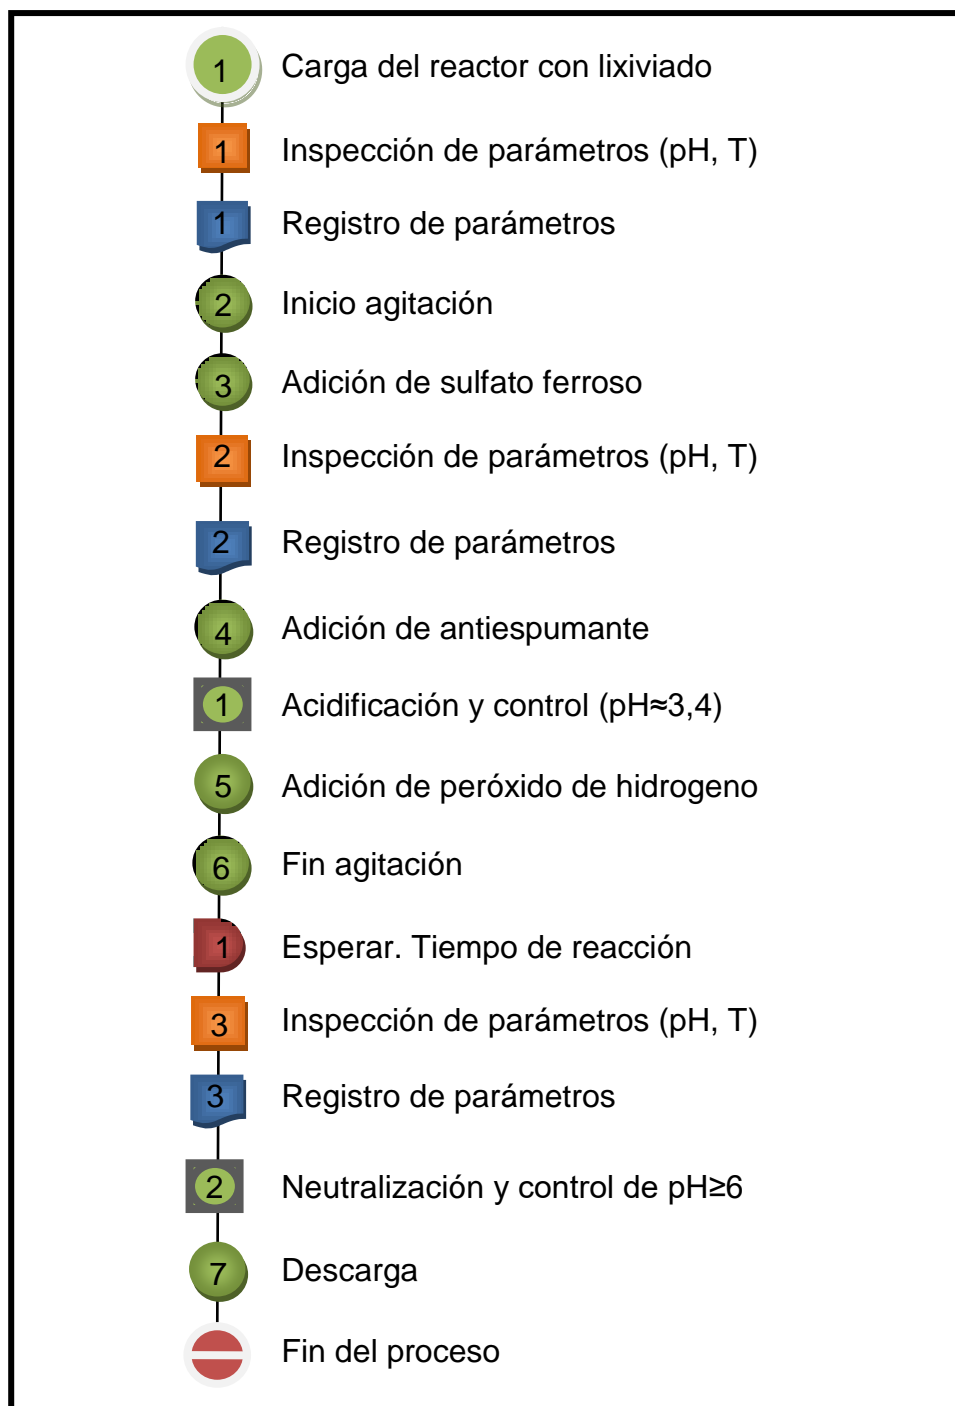 1 Carga del reactor con lixiviado
1 Inspección de parámetros (pH, T)
1 Registro de parámetros
2 Inicio agitación
3 Adición de sulfato ferroso
2 Inspección de parámetros (pH, T)
2 Registro de parámetros
4 Adición de antiespumante
1 Acidificación y control (pH≈3,4)
5 Adición de peróxido de hidrogeno
6 Fin agitación
1 Esperar. Tiempo de reacción
3 Inspección de parámetros (pH, T)
3 Registro de parámetros
2 Neutralización y control de pH≥6
7 Descarga
Fin del proceso